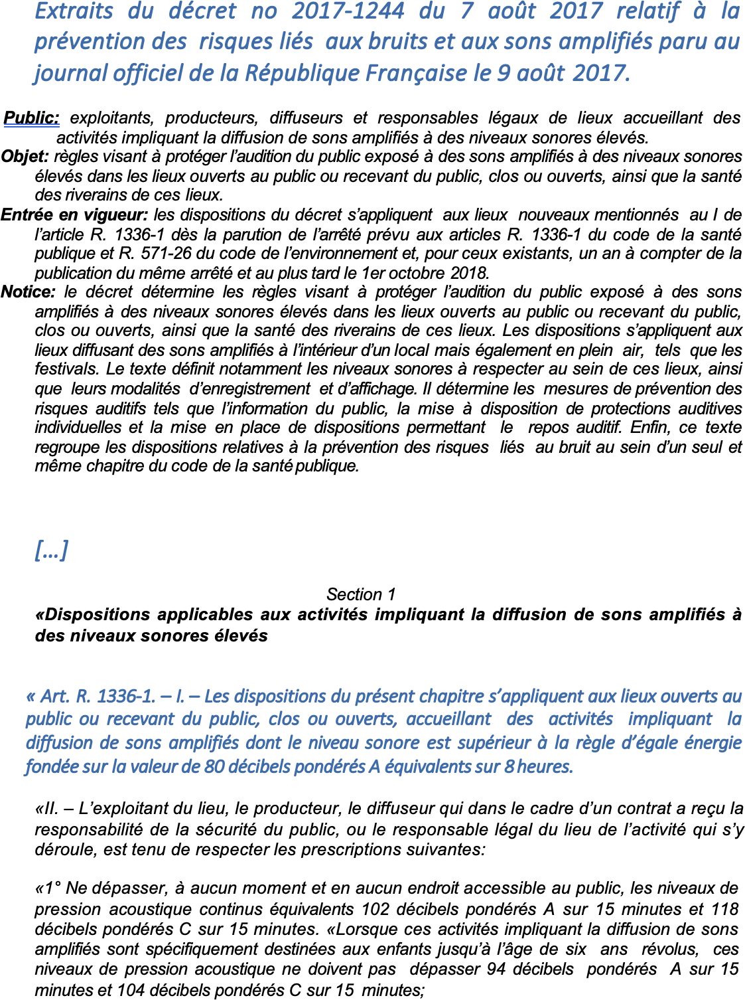 Extraits du décret no 2017-1244 du 7 août 2017 relatif à la
prévention des risques liés aux bruits et aux sons amplifiés paru au
journal officiel de la République Française le 9 août 2017.
Public: exploitants, producteurs, diffuseurs et responsables légaux de lieux accueillant des
activités impliquant la diffusion de sons amplifiés à des niveaux sonores élevés.
Objet: règles visant à protéger l’audition du public exposé à des sons amplifiés à des niveaux sonores
élevés dans les lieux ouverts au public ou recevant du public, clos ou ouverts, ainsi que la santé
des riverains de ces lieux.
Entrée en vigueur: les dispositions du décret s’appliquent aux lieux nouveaux mentionnés au I de
l’article R. 1336-1 dès la parution de l’arrêté prévu aux articles R. 1336-1 du code de la santé
publique et R. 571-26 du code de l’environnement et, pour ceux existants, un an à compter de la
publication du même arrêté et au plus tard le 1er octobre 2018.
Notice: le décret détermine les règles visant à protéger l’audition du public exposé à des sons
amplifiés à des niveaux sonores élevés dans les lieux ouverts au public ou recevant du public,
clos ou ouverts, ainsi que la santé des riverains de ces lieux. Les dispositions s’appliquent aux
lieux diffusant des sons amplifiés à l’intérieur d’un local mais également en plein air, tels que les
festivals. Le texte définit notamment les niveaux sonores à respecter au sein de ces lieux, ainsi
que leurs modalités d’enregistrement et d’affichage. Il détermine les mesures de prévention des
risques auditifs tels que l’information du public, la mise à disposition de protections auditives
individuelles et la mise en place de dispositions permettant le repos auditif. Enfin, ce texte
regroupe les dispositions relatives à la prévention des risques liés au bruit au sein d’un seul et
même chapitre du code de la santé publique.
[…]
Section 1
«Dispositions applicables aux activités impliquant la diffusion de sons amplifiés à
des niveaux sonores élevés
« Art. R. 1336-1. – I. – Les dispositions du présent chapitre s’appliquent aux lieux ouverts au
public ou recevant du public, clos ou ouverts, accueillant des activités impliquant la
diffusion de sons amplifiés dont le niveau sonore est supérieur à la règle d’égale énergie
fondée sur la valeur de 80 décibels pondérés A équivalents sur 8 heures.
«II. – L’exploitant du lieu, le producteur, le diffuseur qui dans le cadre d’un contrat a reçu la
responsabilité de la sécurité du public, ou le responsable légal du lieu de l’activité qui s’y
déroule, est tenu de respecter les prescriptions suivantes:
«1° Ne dépasser, à aucun moment et en aucun endroit accessible au public, les niveaux de
pression acoustique continus équivalents 102 décibels pondérés A sur 15 minutes et 118
décibels pondérés C sur 15 minutes. «Lorsque ces activités impliquant la diffusion de sons
amplifiés sont spécifiquement destinées aux enfants jusqu’à l’âge de six ans révolus, ces
niveaux de pression acoustique ne doivent pas dépasser 94 décibels pondérés A sur 15
minutes et 104 décibels pondérés C sur 15 minutes;